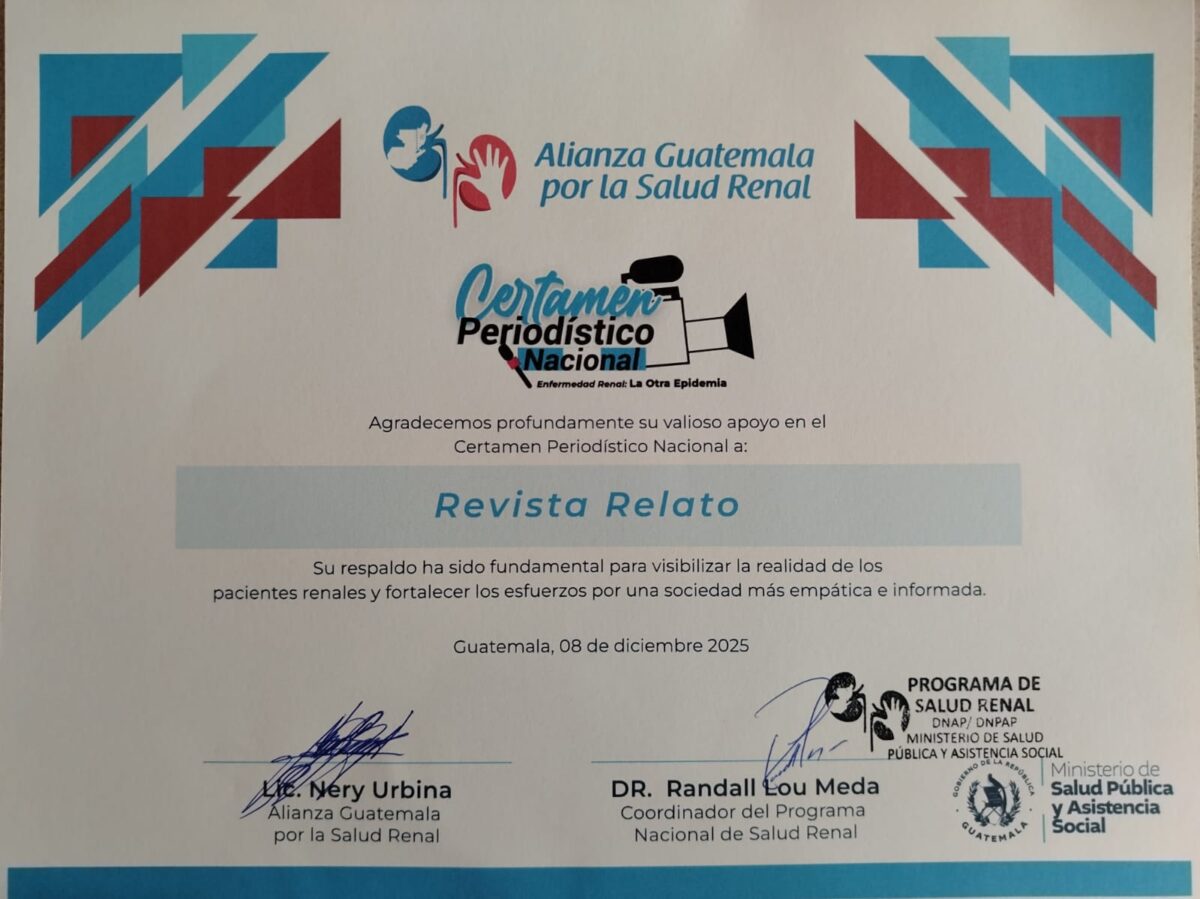 Alianza Guatemala
por la Salud Renal
Certamen
Periodístico
Nacional
Enfermedad Renal: La Otra Epidemia
Agradecemos profundamente su valioso apoyo en el
Certamen Periodístico Nacional a:
Revista Relato
Su respaldo ha sido fundamental para visibilizar la realidad de los
pacientes renales y fortalecer los esfuerzos por una sociedad más empática e informada.
Guatemala, 08 de diciembre 2025
PROGRAMA DE
SALUD RENAL
DNAP/ DNPAP
MINISTERIO DE SALUD
PÚBLICA Y ASISTENCIA SOCIAL
Lic. Nery Urbina
Alianza Guatemala
por la Salud Renal
DR. Randall Lou Meda
Coordinador del Programa
Nacional de Salud Renal
GOBIERNO DE LA REPÚBLICA
GUATEMALA
Ministerio de
Salud Pública
y Asistencia
Social